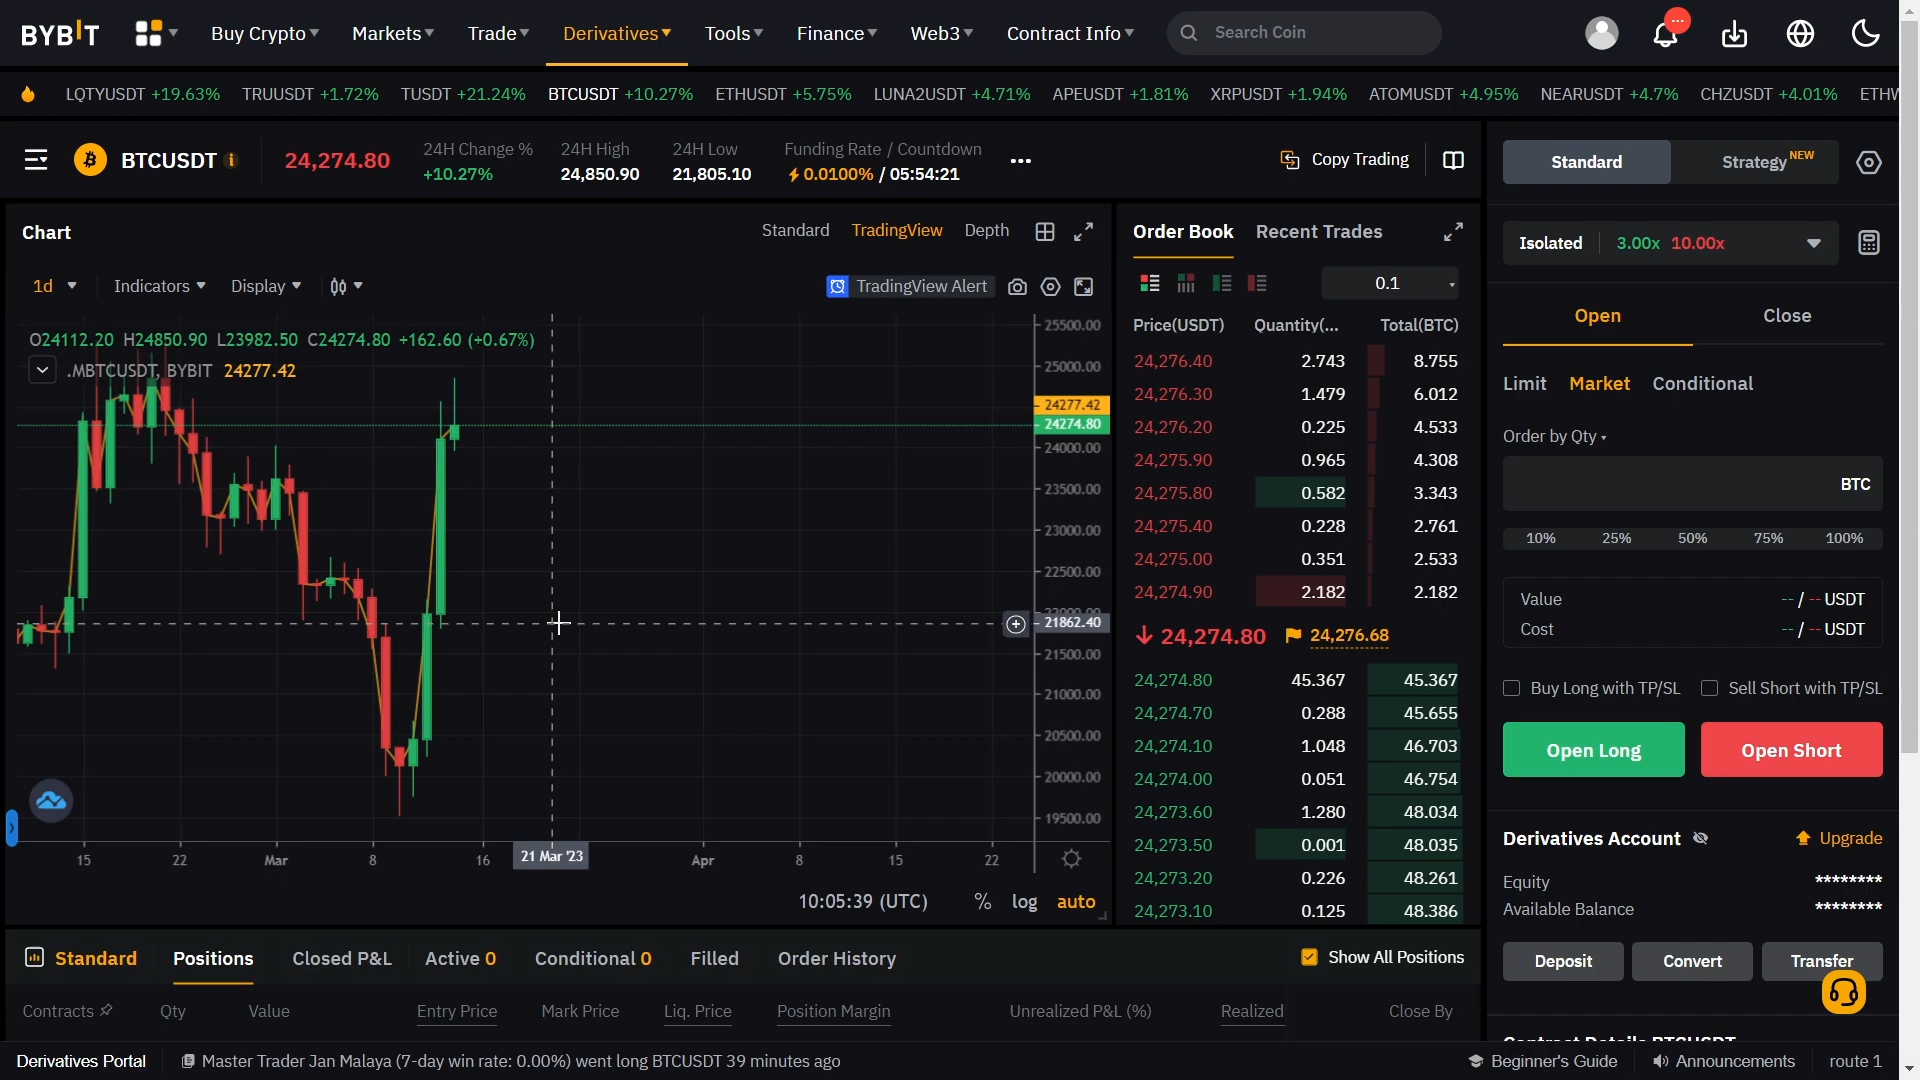 BYBIT Buy Crypto Markets Trade Derivatives Tools Finance Web3 Contract Info Search Coin
LQTYUSDT +19.63% TRUUSDT +1.72% TUSDT +21.24% BTCUSDT +10.27% ETHUSDT +5.75% LUNA2USDT +4.71% APEUSDT +1.81% XRPUSDT +1.94% ATOMUSDT +4.95% NEARUSDT +4.7% CHZUSDT +4.01% ETHW
BTCUSDT 24,274.80
24H Change % 24H High 24H Low Funding Rate / Countdown
+10.27% 24,850.90 21,805.10 0.0100% / 05:54:21
Copy Trading
Chart Standard TradingView Depth
1d Indicators Display TradingView Alert
O24112.20 H24850.90 L23982.50 C24274.80 +162.60 (+0.67%)
.MBTCUSDT, BYBIT 24277.42
25500.00
25000.00
24277.42
24274.80
24000.00
23500.00
23000.00
22500.00
22000.00
21862.40
21500.00
21000.00
20500.00
20000.00
19500.00
15 22 Mar 8 16 21 Mar '23 Apr 8 15 22
10:05:39 (UTC) % log auto
Order Book Recent Trades
0.1
Price(USDT) Quantity(... Total(BTC)
24,276.40 2.743 8.755
24,276.30 1.479 6.012
24,276.20 0.225 4.533
24,275.90 0.965 4.308
24,275.80 0.582 3.343
24,275.40 0.228 2.761
24,275.00 0.351 2.533
24,274.90 2.182 2.182
24,274.80 24,276.68
24,274.80 45.367 45.367
24,274.70 0.288 45.655
24,274.10 1.048 46.703
24,274.00 0.051 46.754
24,273.60 1.280 48.034
24,273.50 0.001 48.035
24,273.20 0.226 48.261
24,273.10 0.125 48.386
Standard Strategy NEW
Isolated 3.00x 10.00x
Open Close
Limit Market Conditional
Order by Qty
BTC
10% 25% 50% 75% 100%
Value -- / -- USDT
Cost -- / -- USDT
Buy Long with TP/SL Sell Short with TP/SL
Open Long Open Short
Derivatives Account Upgrade
Equity ********
Available Balance ********
Deposit Convert Transfer
Contract Details BTCUSDT
Standard Positions Closed P&L Active 0 Conditional 0 Filled Order History Show All Positions
Contracts Qty Value Entry Price Mark Price Liq. Price Position Margin Unrealized P&L (%) Realized Close By
Derivatives Portal Master Trader Jan Malaya (7-day win rate: 0.00%) went long BTCUSDT 39 minutes ago Beginner's Guide Announcements route 1